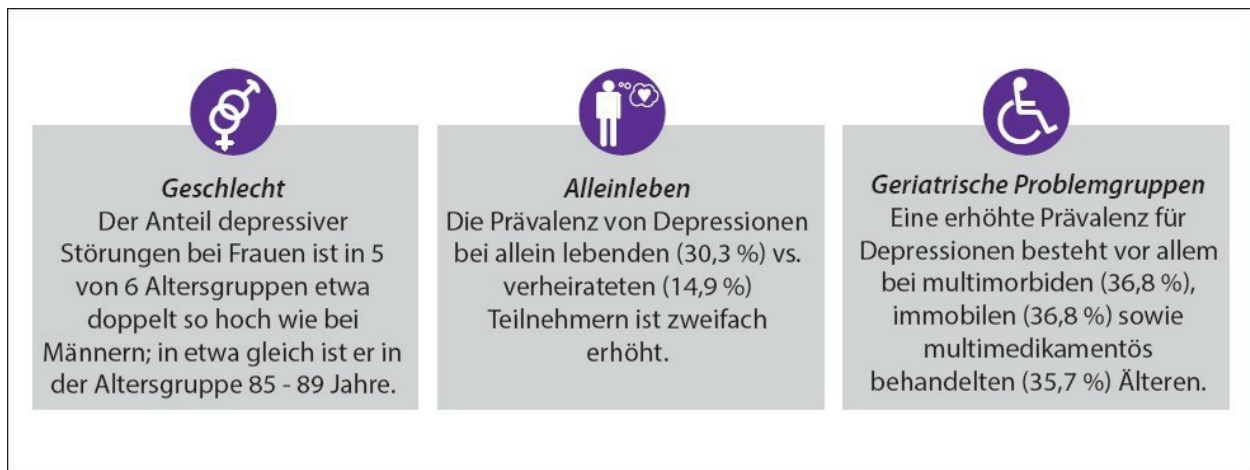 Geschlecht
Der Anteil depressiver
Störungen bei Frauen ist in 5
von 6 Altersgruppen etwa
doppelt so hoch wie bei
Männern; in etwa gleich ist er in
der Altersgruppe 85 - 89 Jahre.
Alleinleben
Die Prävalenz von Depressionen
bei allein lebenden (30,3 %) vs.
verheirateten (14,9 %)
Teilnehmern ist zweifach
erhöht.
Geriatrische Problemgruppen
Eine erhöhte Prävalenz für
Depressionen besteht vor allem
bei multimorbiden (36,8 %),
immobilen (36,8 %) sowie
multimedikamentös
behandelten (35,7 %) Älteren.